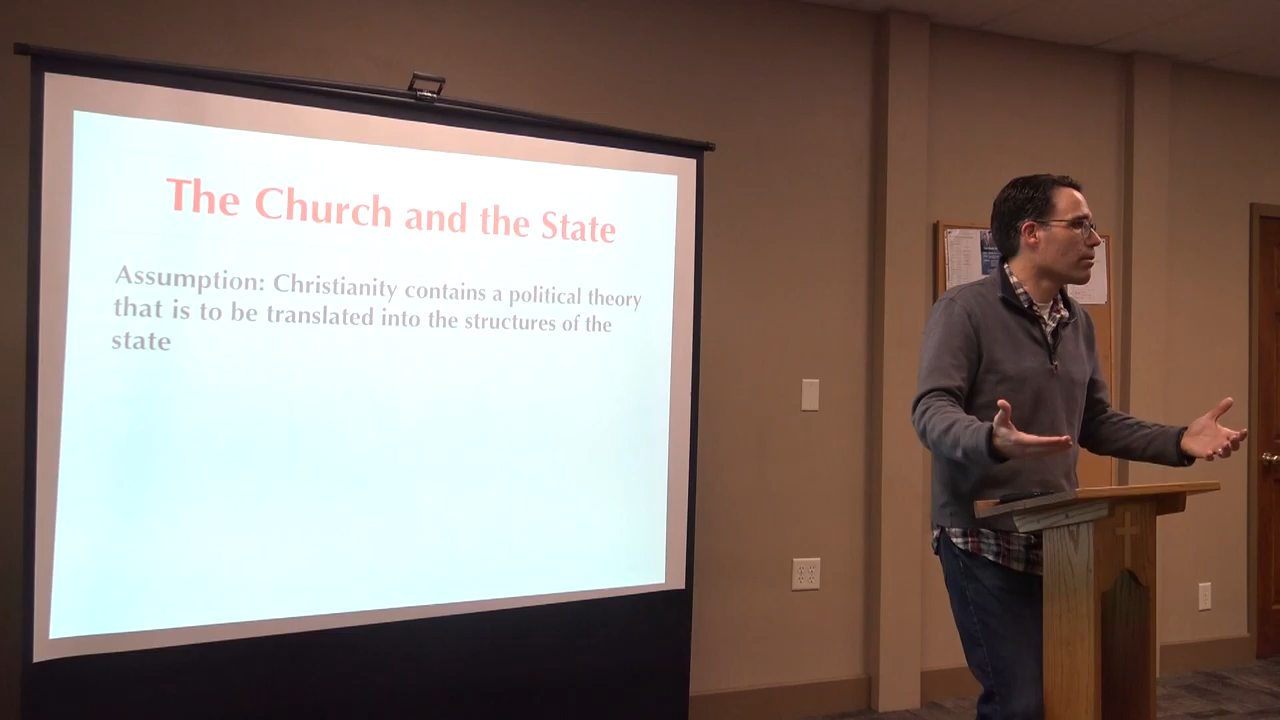 The Church and the State
Assumption: Christianity contains a political theory
that is to be translated into the structures of the
state